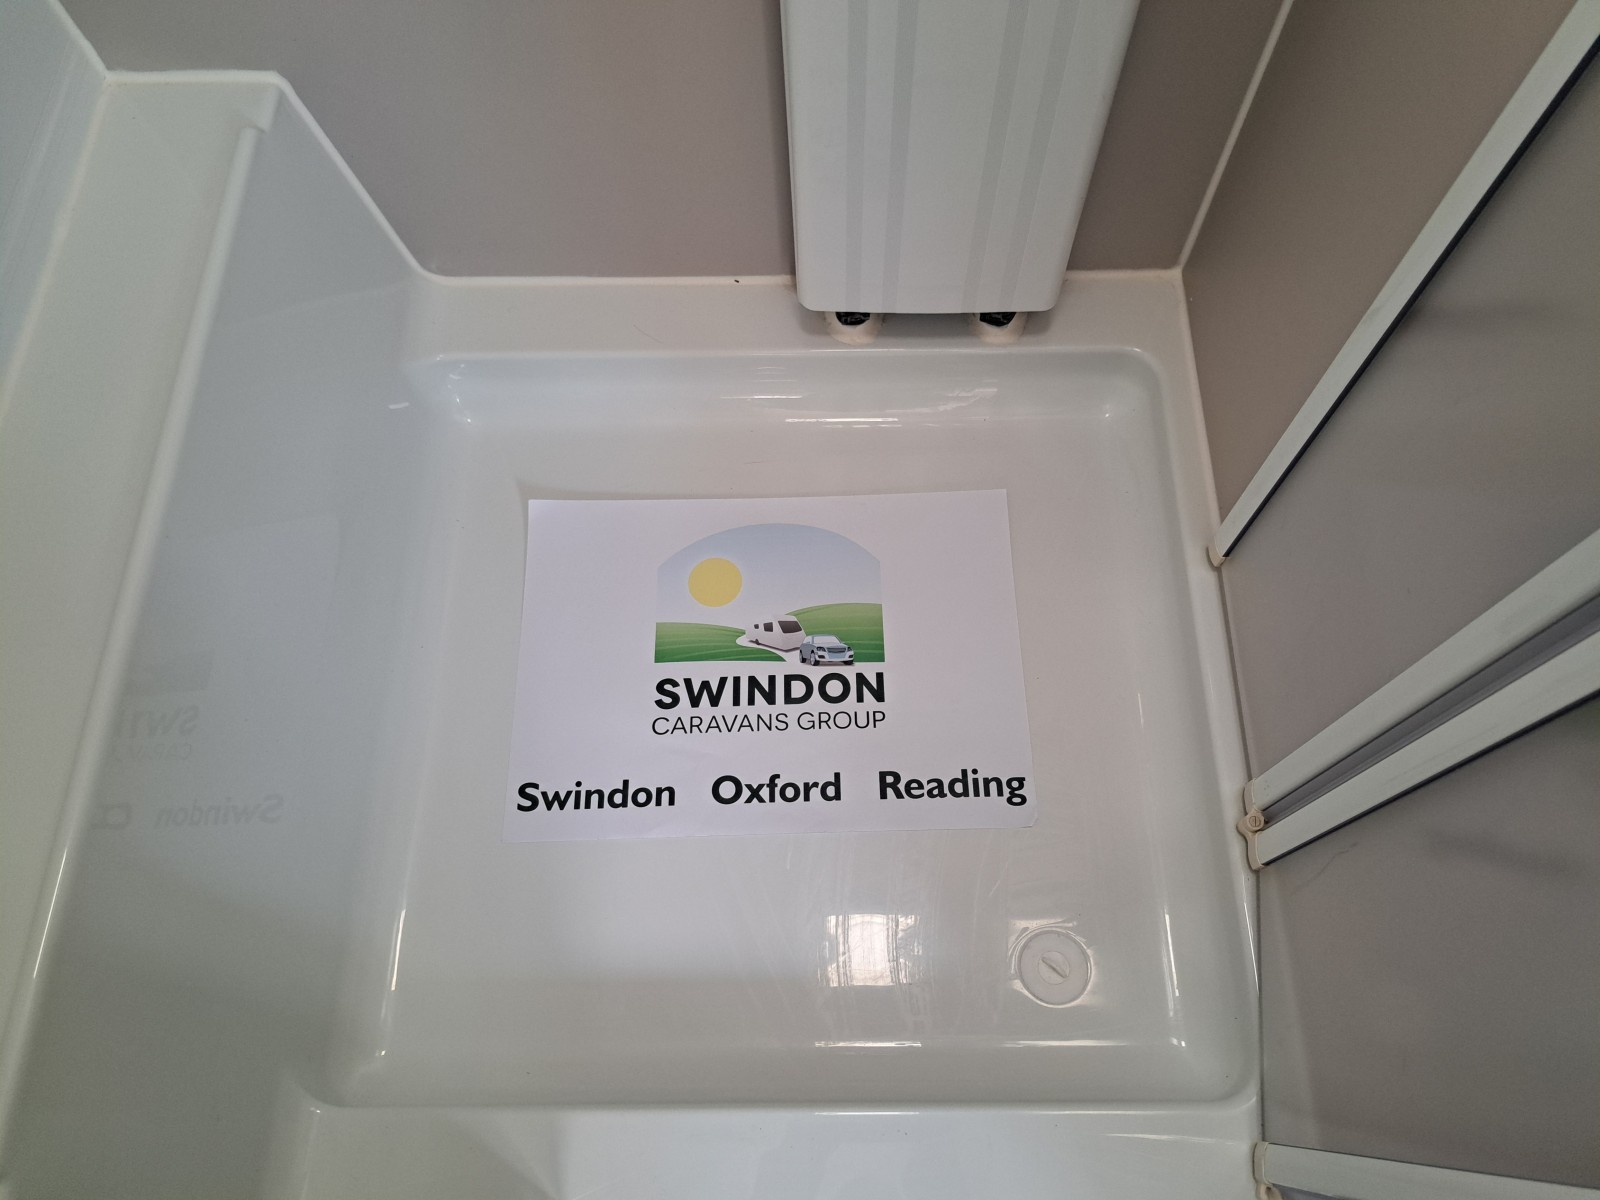 SWINDON
CARAVANS GROUP
Swindon Oxford Reading